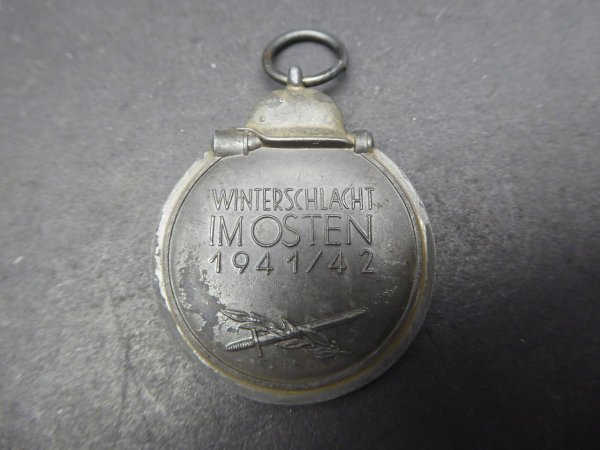 WINTERSCHLACHT
IM OSTEN
1941/42